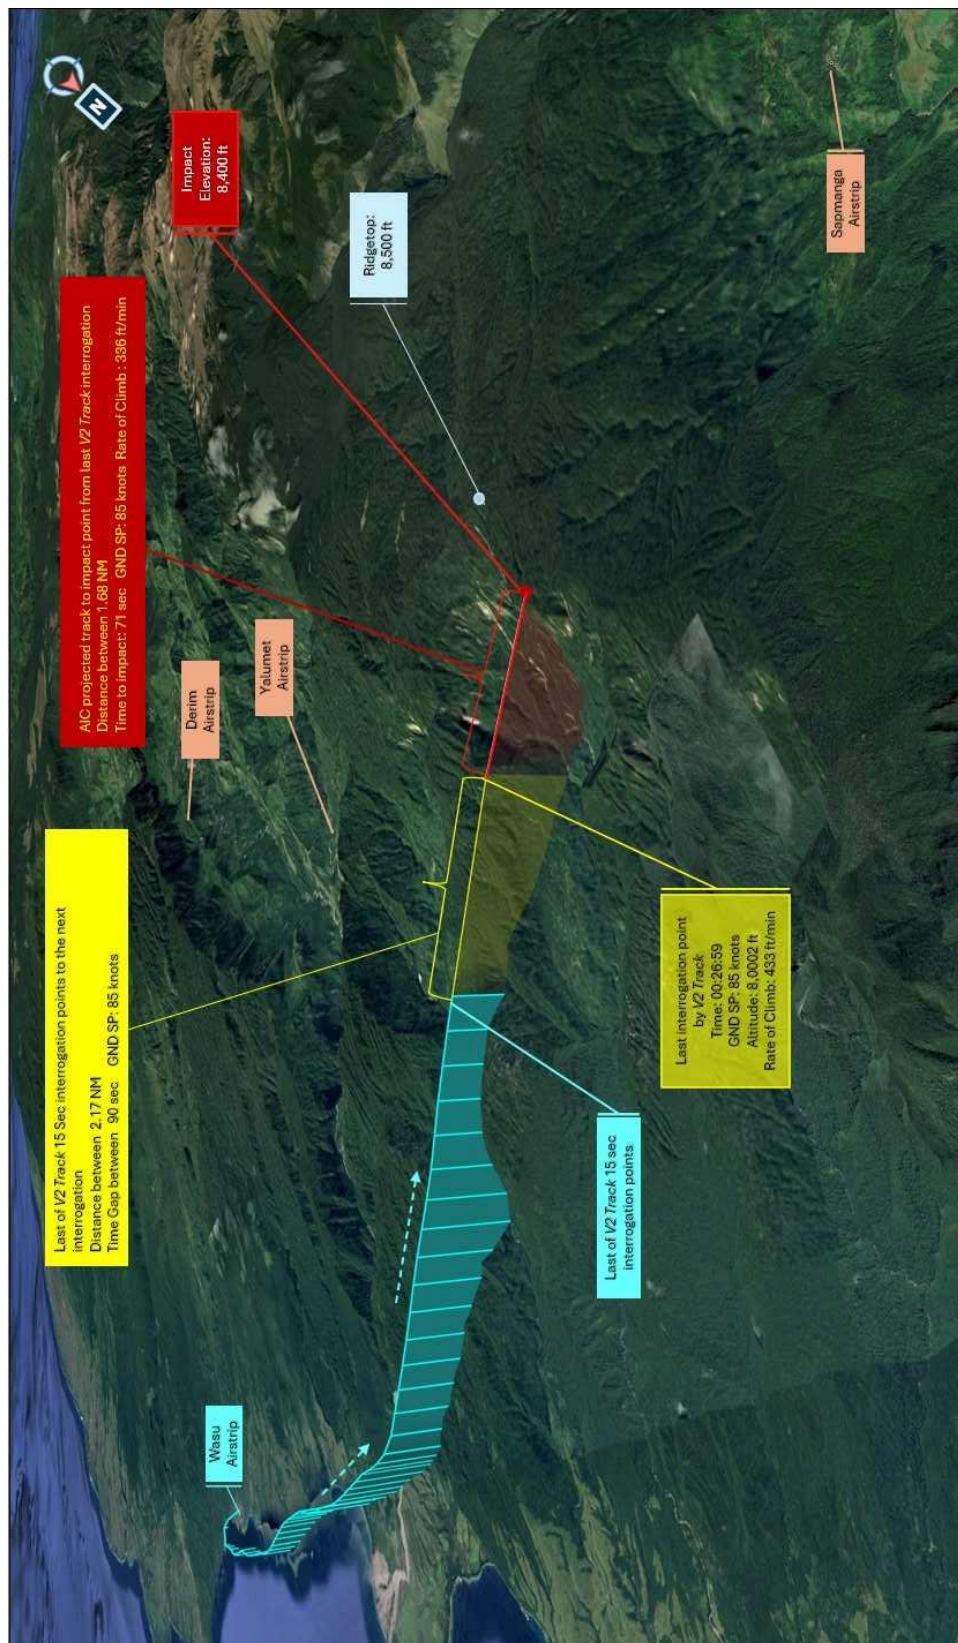 Last of V2 Track 15 Sec interrogation points to the next
interrogation
Distance between 2.17 NM
Time Gap between 90 sec GND SP: 85 knots
AIC projected track to impact point from last V2 Track interrogation
Distance between 1.68 NM
Time to impact: 71 sec GND SP: 85 knots Rate of Climb : 336 ft/min
N
Impact
Elevation:
8,400 ft
Derim
Airstrip
Wasu
Airstrip
Yalumet
Airstrip
Ridgetop:
8,500 ft
Last of V2 Track 15 sec
interrogation points
Last interrogation point
by V2 Track
Time: 00:26:59
GND SP: 85 knots
Altitude: 8,0002 ft
Rate of Climb: 433 ft/min
Sapmanga
Airstrip